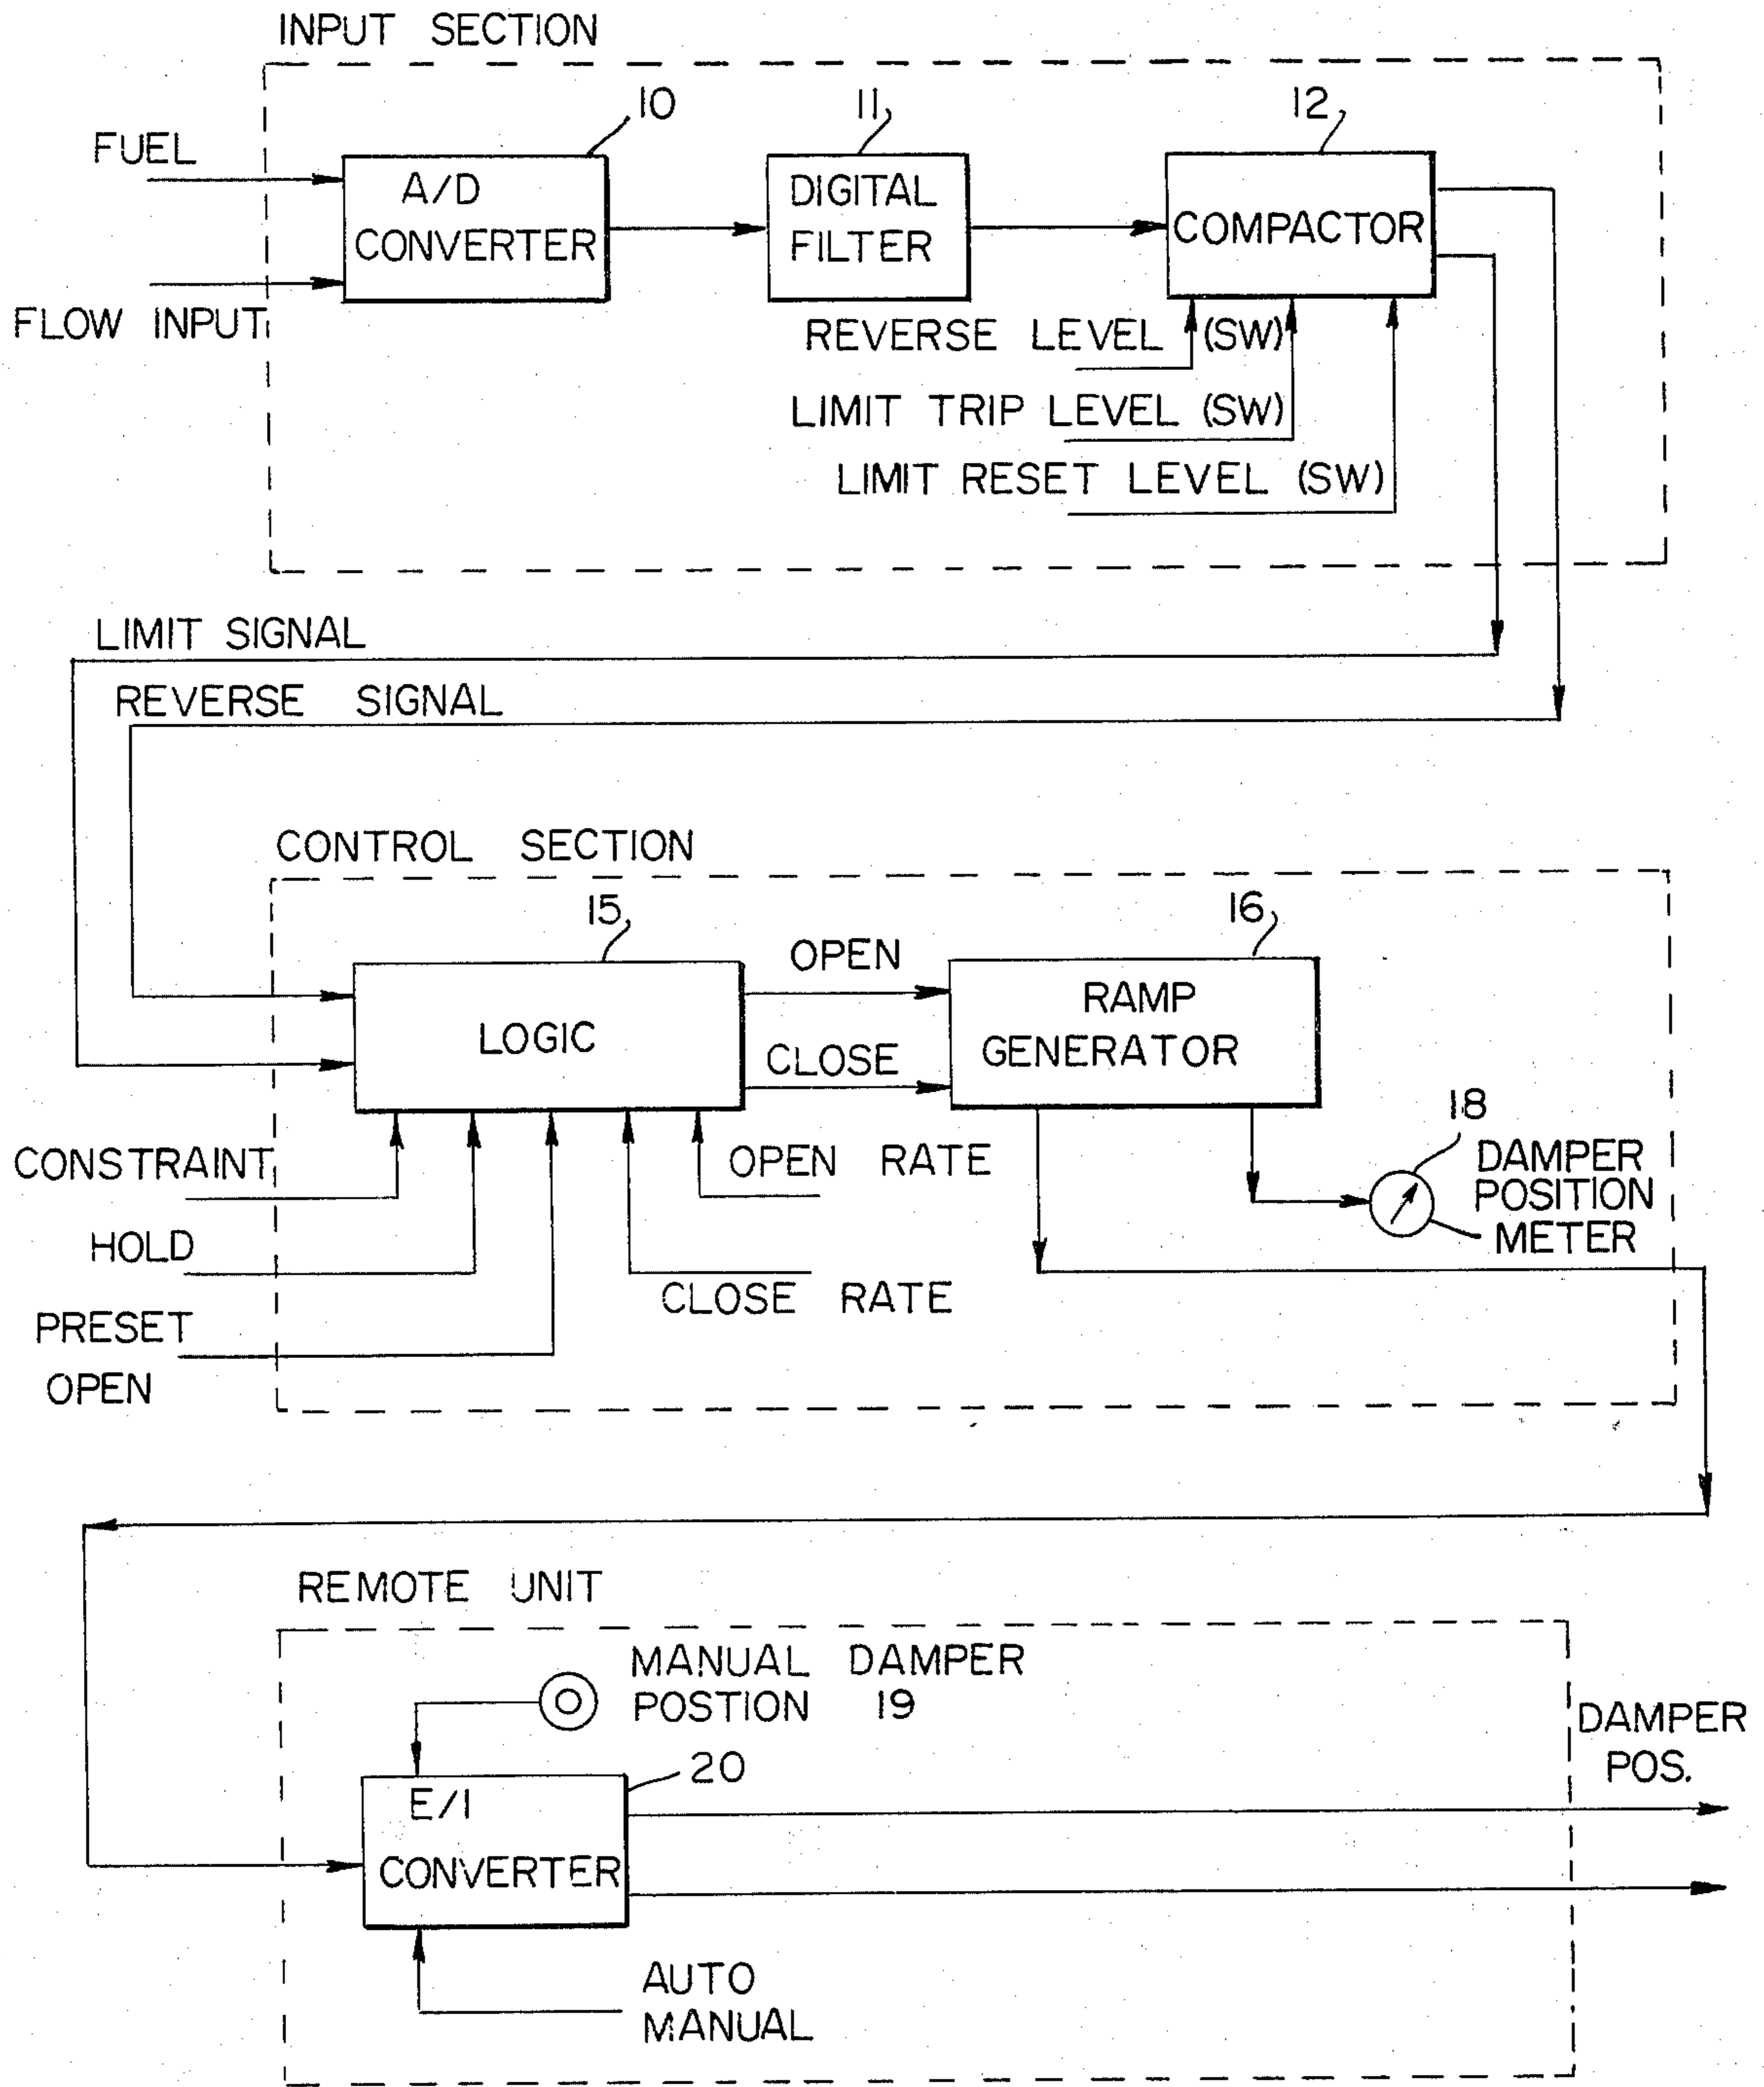 INPUT SECTION
10
11
12
FUEL
A/D
CONVERTER
DIGITAL
FILTER
COMPACTOR
FLOW INPUT
REVERSE LEVEL (SW)
LIMIT TRIP LEVEL (SW)
LIMIT RESET LEVEL (SW)
LIMIT SIGNAL
REVERSE SIGNAL
CONTROL SECTION
15
16
OPEN
LOGIC
RAMP
GENERATOR
CLOSE
18
DAMPER
POSITION
METER
CONSTRAINT
OPEN RATE
HOLD
CLOSE RATE
PRESET
OPEN
REMOTE UNIT
MANUAL DAMPER
POSTION 19
20
E/I
CONVERTER
DAMPER
POS.
AUTO
MANUAL